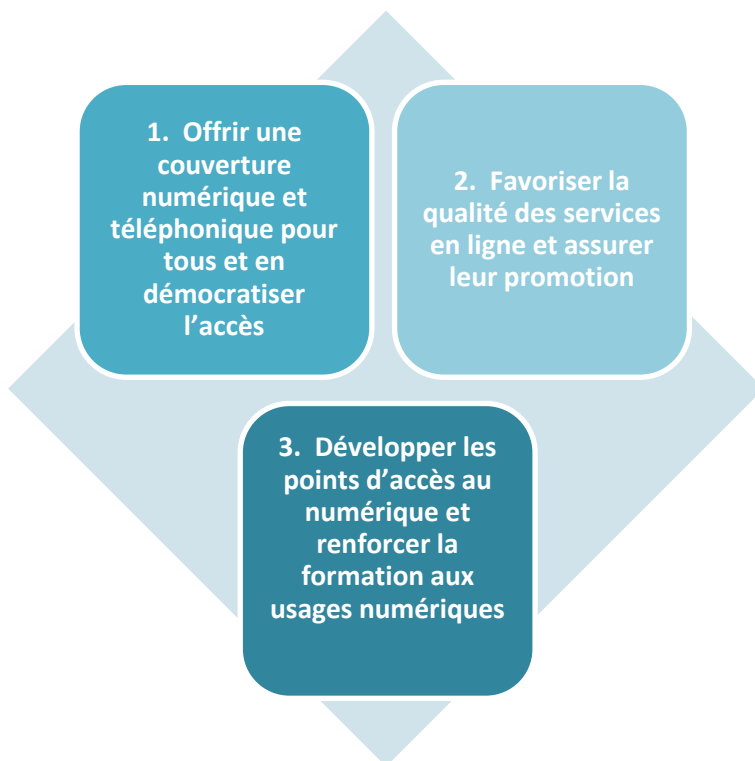 1. Offrir une
couverture
numérique et
téléphonique pour
tous et en
démocratiser
l’accès
2. Favoriser la
qualité des services
en ligne et assurer
leur promotion
3. Développer les
points d’accès au
numérique et
renforcer la
formation aux
usages numériques